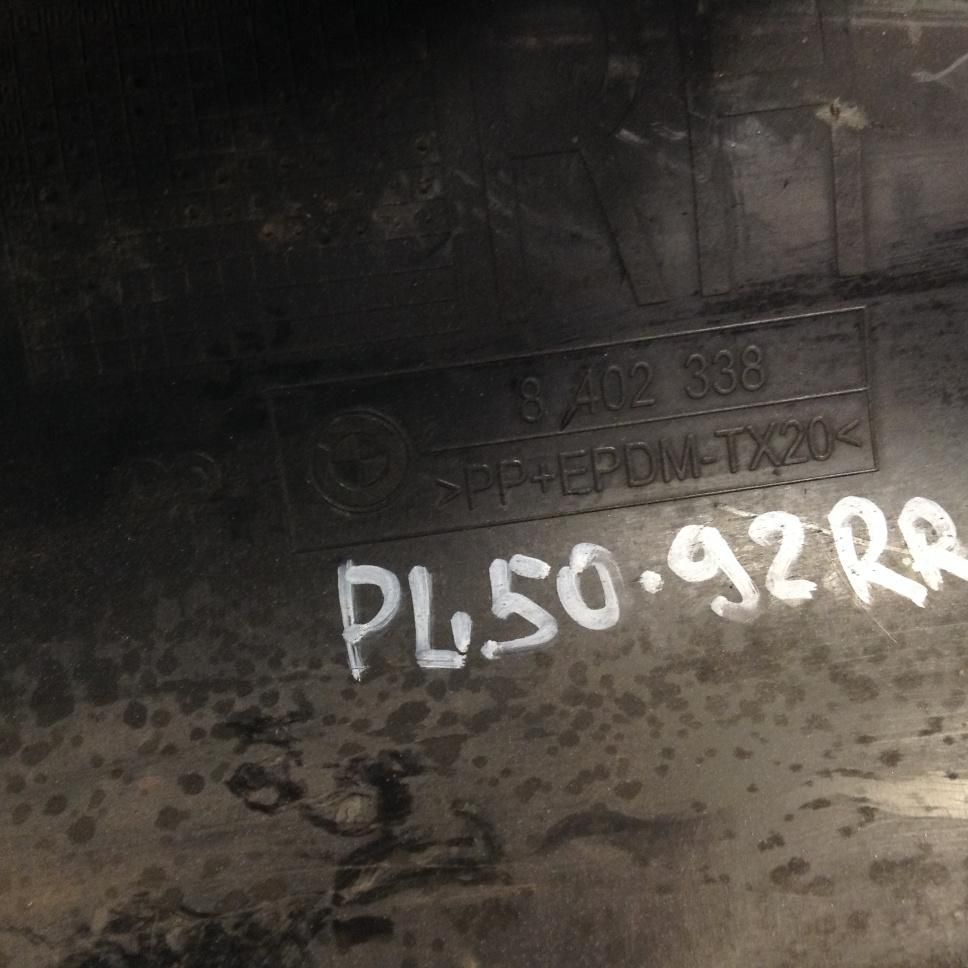 8 402 338
>PP+EPDM-TX20<
PL50.92RR